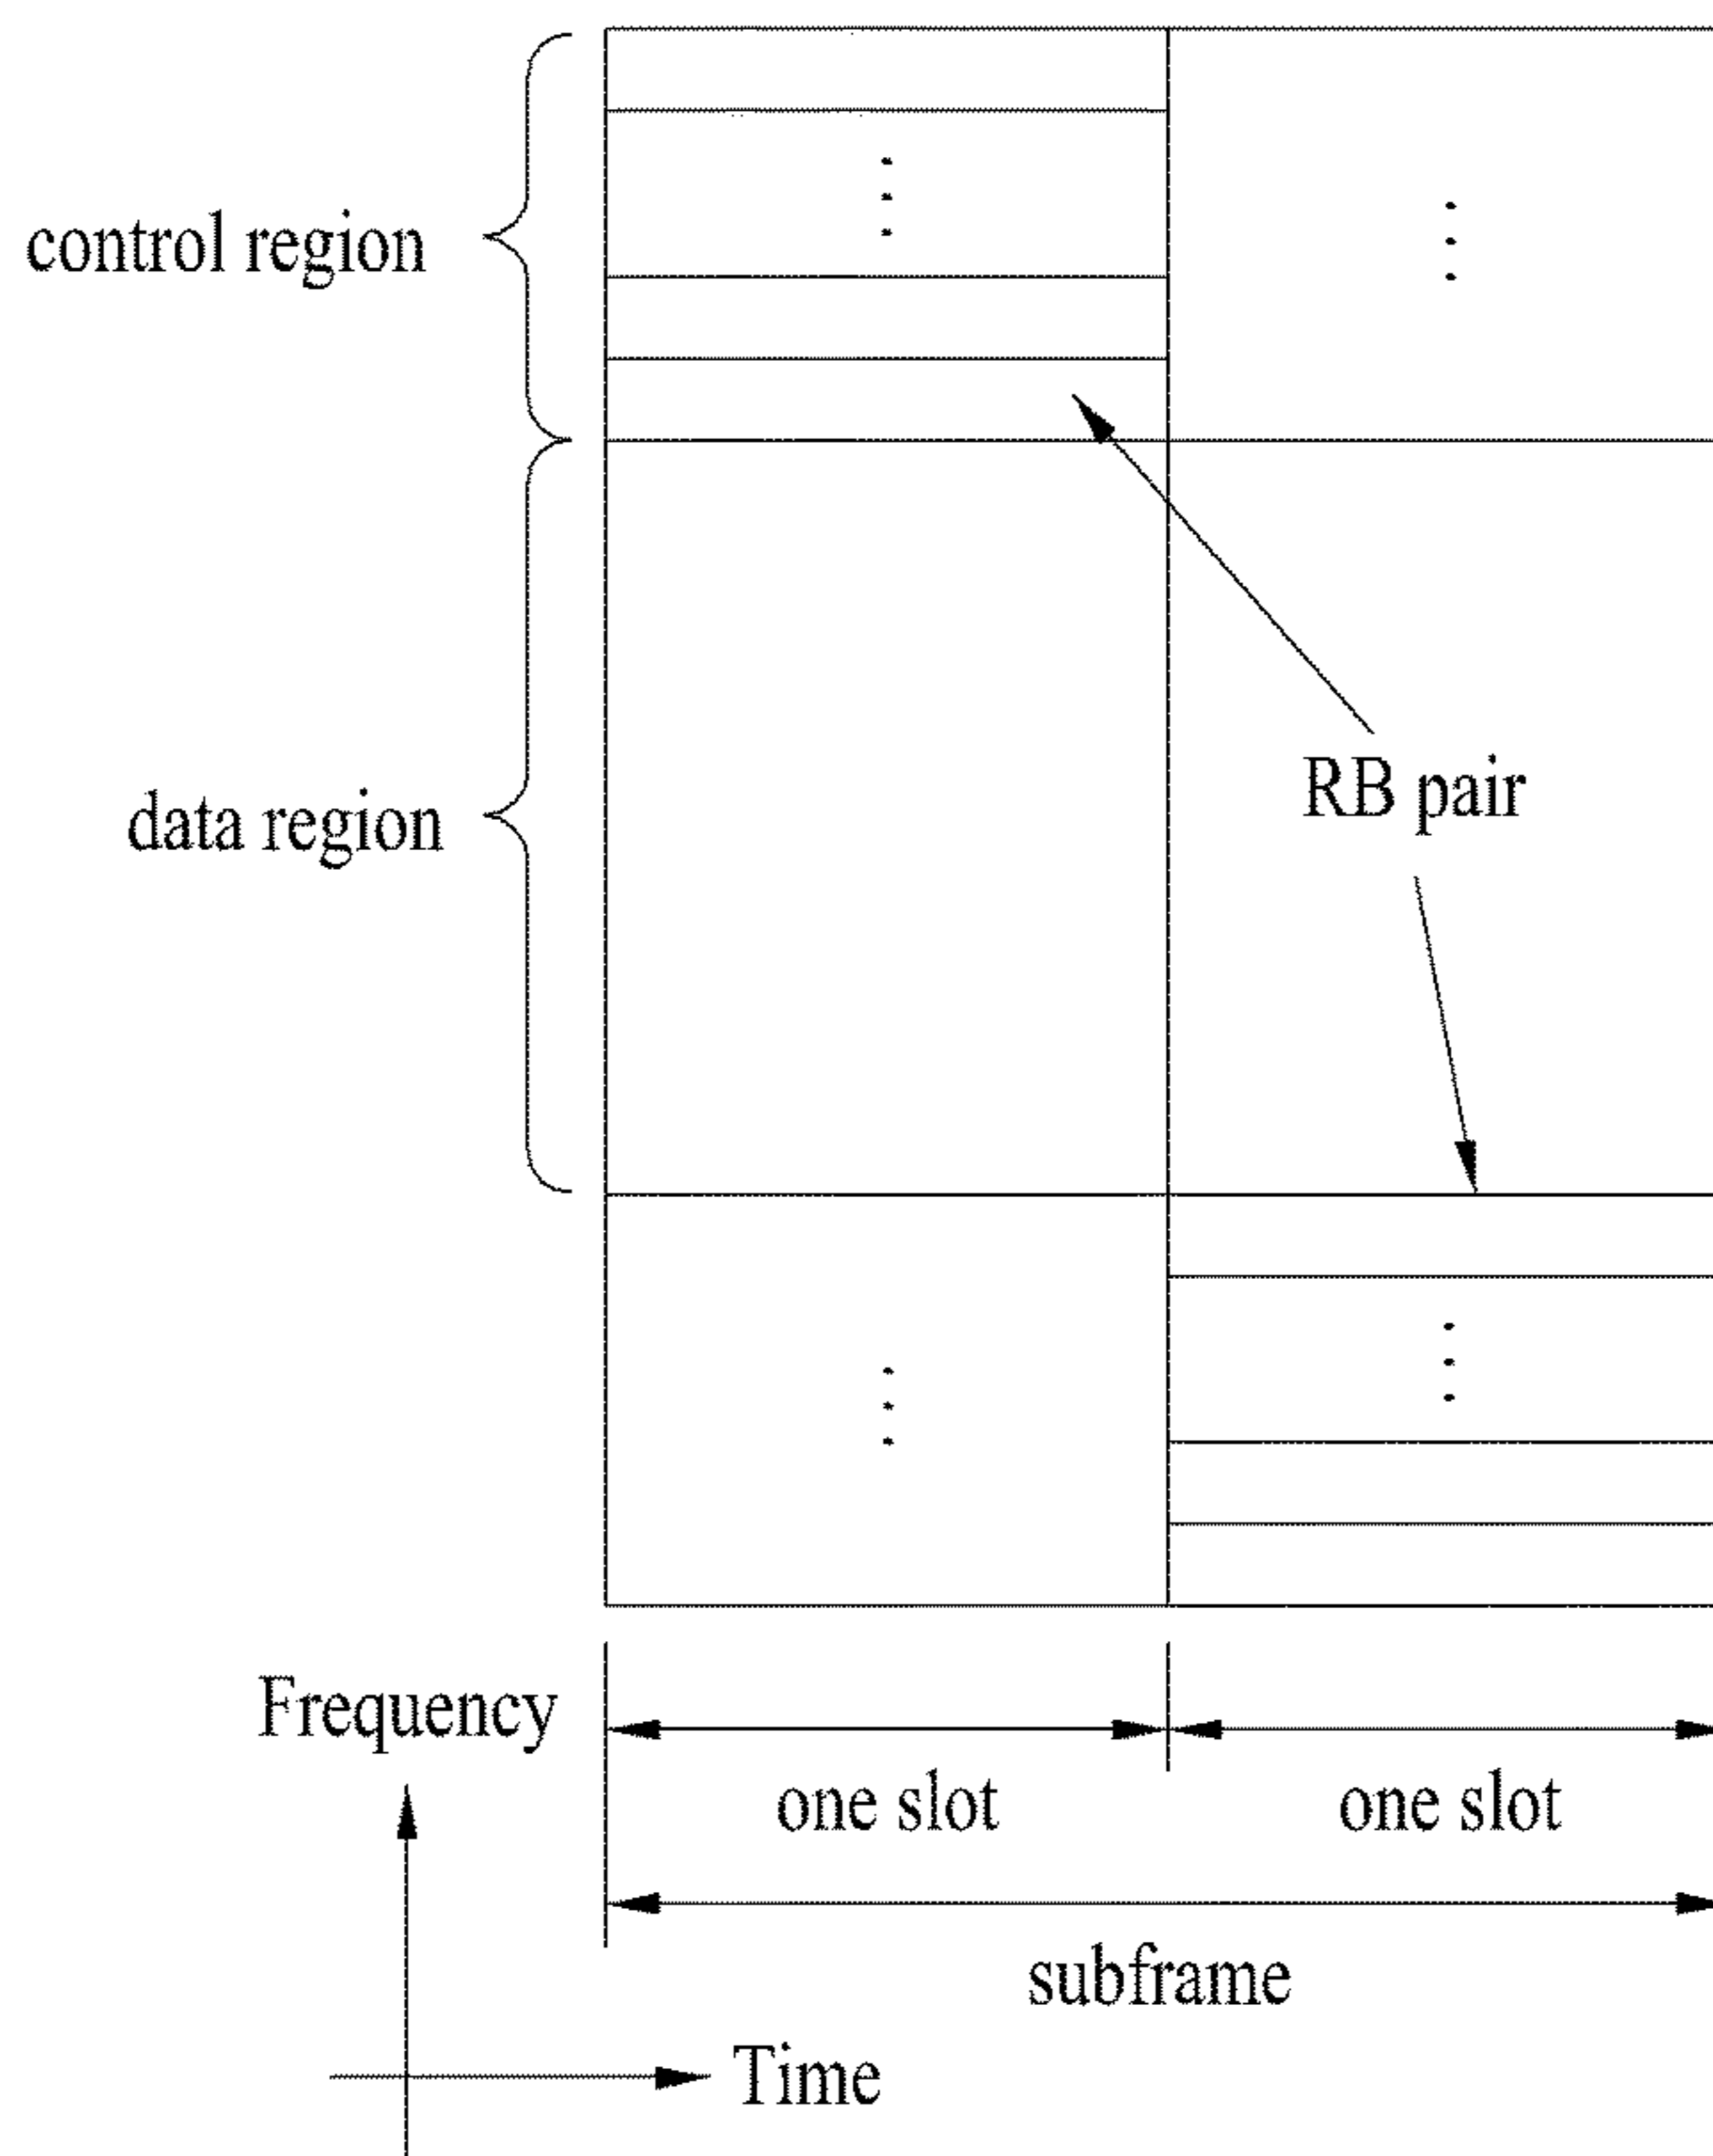 control region
data region
RB pair
Frequency
one slot
one slot
subframe
Time